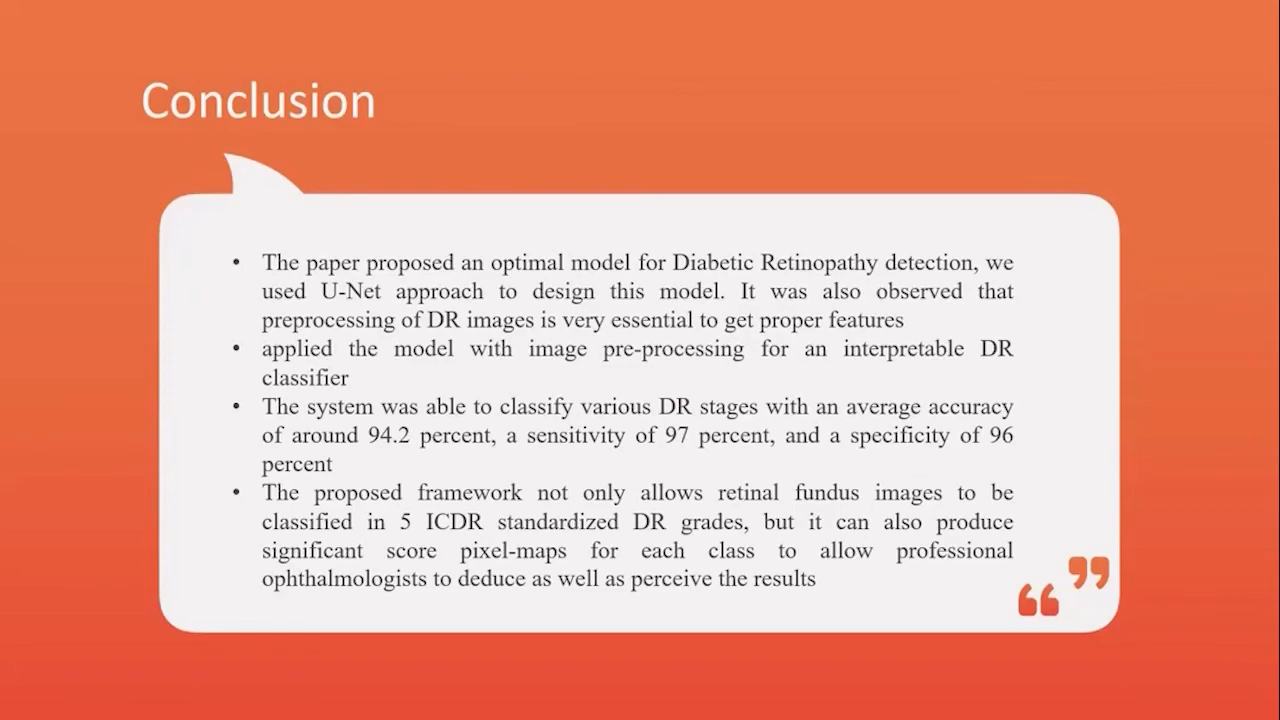 Conclusion
• The paper proposed an optimal model for Diabetic Retinopathy detection, we
used U-Net approach to design this model. It was also observed that
preprocessing of DR images is very essential to get proper features
• applied the model with image pre-processing for an interpretable DR
classifier
• The system was able to classify various DR stages with an average accuracy
of around 94.2 percent, a sensitivity of 97 percent, and a specificity of 96
percent
• The proposed framework not only allows retinal fundus images to be
classified in 5 ICDR standardized DR grades, but it can also produce
significant score pixel-maps for each class to allow professional
ophthalmologists to deduce as well as perceive the results